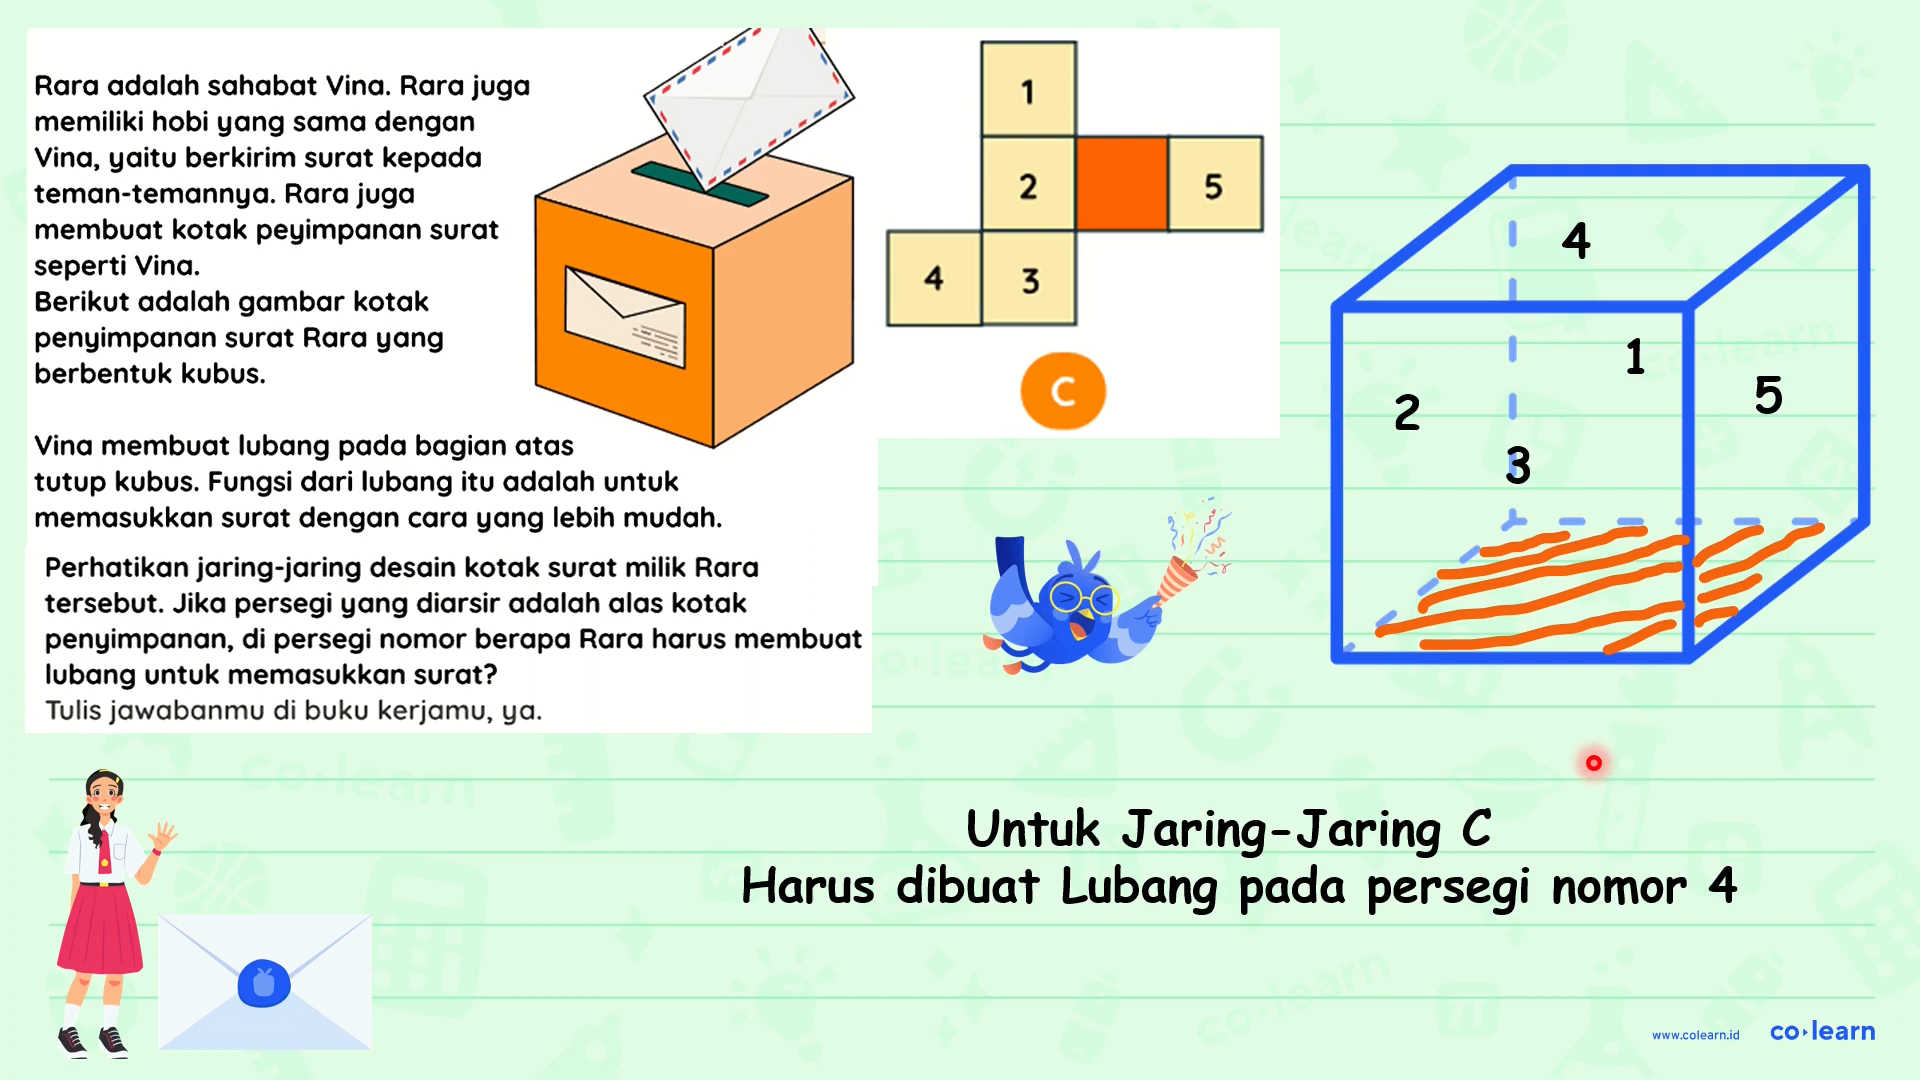 Rara adalah sahabat Vina. Rara juga
memiliki hobi yang sama dengan
Vina, yaitu berkirim surat kepada
teman-temannya. Rara juga
membuat kotak peyimpanan surat
seperti Vina.
Berikut adalah gambar kotak
penyimpanan surat Rara yang
berbentuk kubus.
Vina membuat lubang pada bagian atas
tutup kubus. Fungsi dari lubang itu adalah untuk
memasukkan surat dengan cara yang lebih mudah.
Perhatikan jaring-jaring desain kotak surat milik Rara
tersebut. Jika persegi yang diarsir adalah alas kotak
penyimpanan, di persegi nomor berapa Rara harus membuat
lubang untuk memasukkan surat?
Tulis jawabanmu di buku kerjamu, ya.
1
2
5
4
3
C
4
1
2
5
3
Untuk Jaring-Jaring C
Harus dibuat Lubang pada persegi nomor 4
www.colearn.id
co learn